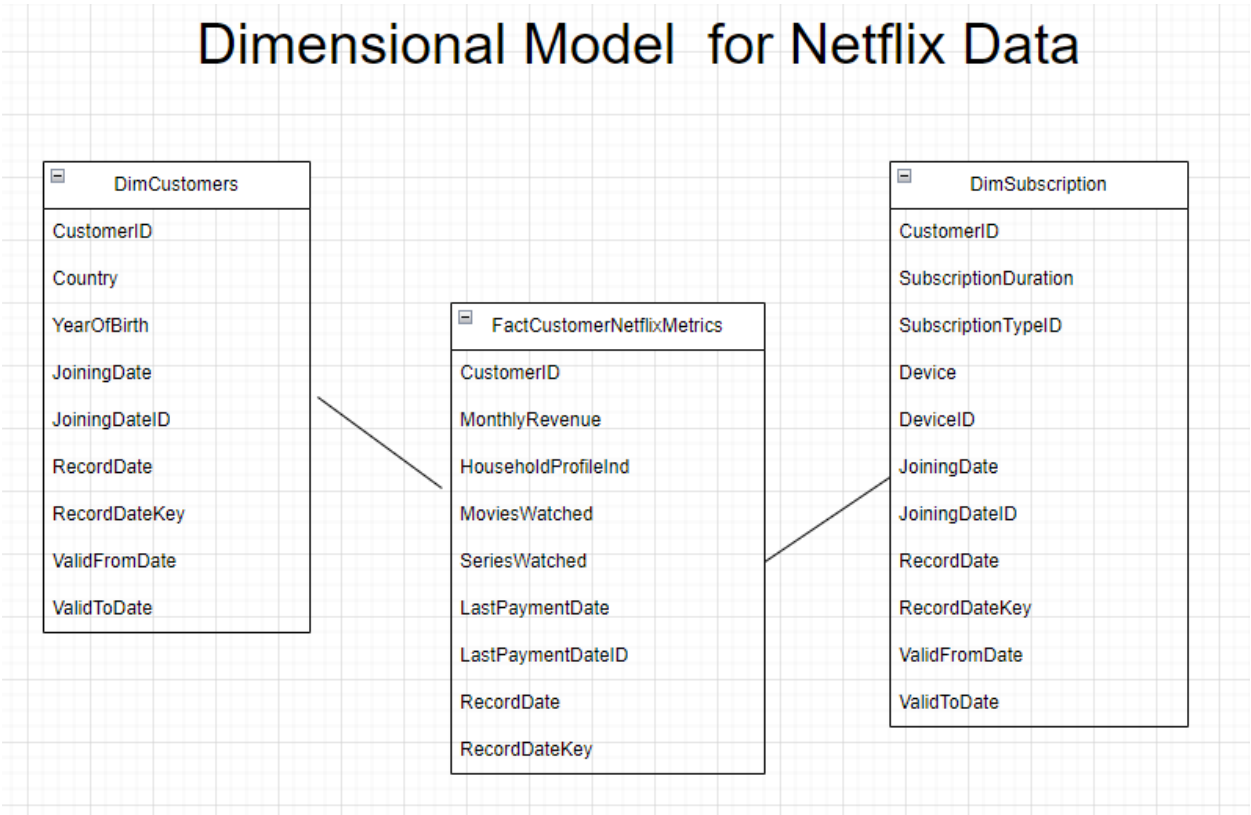 Dimensional Model for Netflix Data
DimCustomers
CustomerID
Country
YearOfBirth
JoiningDate
JoiningDateID
RecordDate
RecordDateKey
ValidFromDate
ValidToDate
FactCustomerNetflixMetrics
CustomerID
MonthlyRevenue
HouseholdProfileInd
MoviesWatched
SeriesWatched
LastPaymentDate
LastPaymentDateID
RecordDate
RecordDateKey
DimSubscription
CustomerID
SubscriptionDuration
SubscriptionTypeID
Device
DeviceID
JoiningDate
JoiningDateID
RecordDate
RecordDateKey
ValidFromDate
ValidToDate